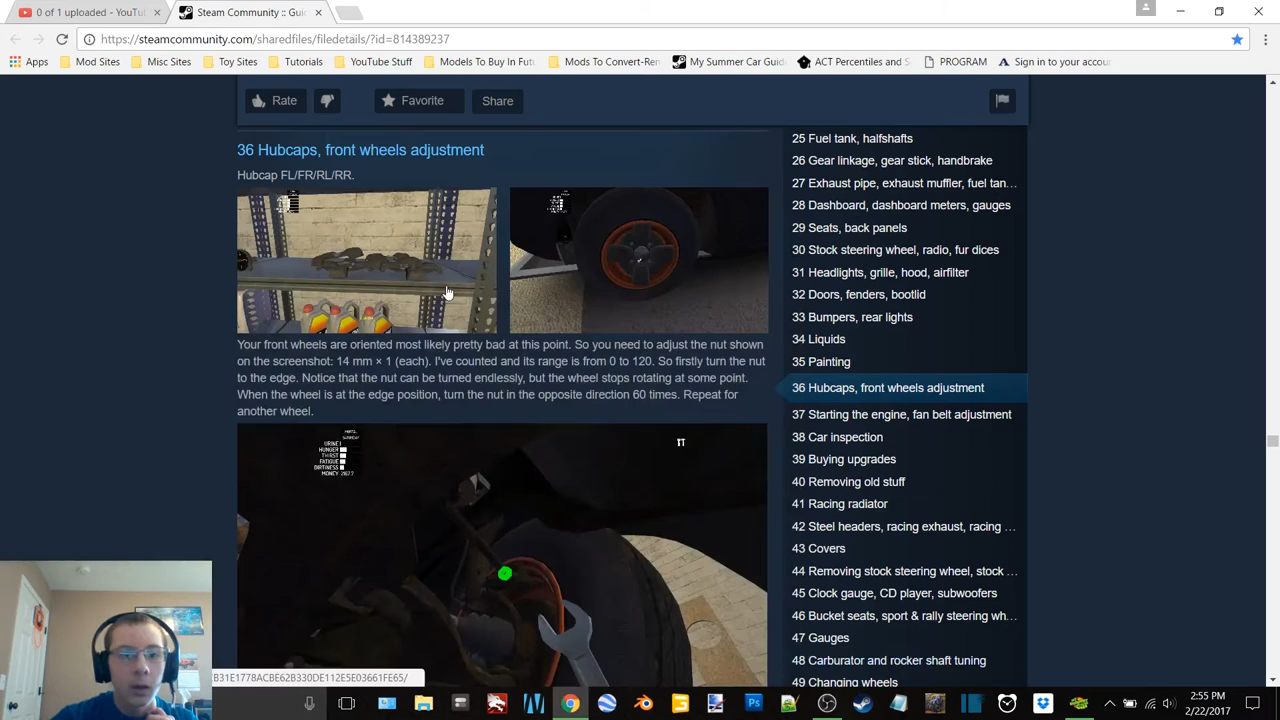 0 of 1 uploaded - YouTu
Steam Community :: Guid
https://steamcommunity.com/sharedfiles/filedetails/?id=814389237
Apps
Mod Sites
Misc Sites
Toy Sites
Tutorials
YouTube Stuff
Models To Buy In Futu
Mods To Convert-Ren
My Summer Car Guid
ACT Percentiles and S
PROGRAM
Sign in to your accou
Rate
Favorite
Share
36 Hubcaps, front wheels adjustment
Hubcap FL/FR/RL/RR.
Your front wheels are oriented most likely pretty bad at this point. So you need to adjust the nut shown
on the screenshot: 14 mm × 1 (each). I've counted and its range is from 0 to 120. So firstly turn the nut
to the edge. Notice that the nut can be turned endlessly, but the wheel stops rotating at some point.
When the wheel is at the edge position, turn the nut in the opposite direction 60 times. Repeat for
another wheel.
URINE
HUNGER
THIRST
FATIGUE
DIRTINESS
MONEY
25 Fuel tank, halfshafts
26 Gear linkage, gear stick, handbrake
27 Exhaust pipe, exhaust muffler, fuel tan...
28 Dashboard, dashboard meters, gauges
29 Seats, back panels
30 Stock steering wheel, radio, fur dices
31 Headlights, grille, hood, airfilter
32 Doors, fenders, bootlid
33 Bumpers, rear lights
34 Liquids
35 Painting
36 Hubcaps, front wheels adjustment
37 Starting the engine, fan belt adjustment
38 Car inspection
39 Buying upgrades
40 Removing old stuff
41 Racing radiator
42 Steel headers, racing exhaust, racing ...
43 Covers
44 Removing stock steering wheel, stock ...
45 Clock gauge, CD player, subwoofers
46 Bucket seats, sport & rally steering wh...
47 Gauges
48 Carburator and rocker shaft tuning
49 Changing wheels
B31E1778ACBE62B330DE112E5E03661FE65/
2:55 PM
2/22/2017